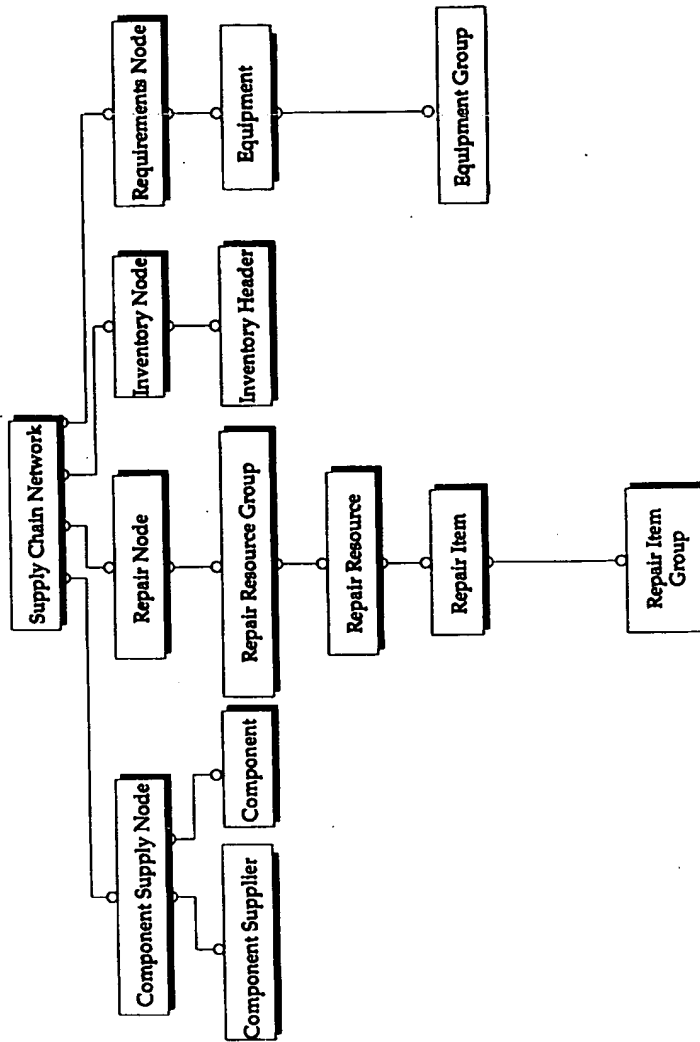 Supply Chain Network
Component Supply Node
Repair Node
Inventory Node
Requirements Node
Component Supplier
Component
Repair Resource Group
Inventory Header
Equipment
Repair Resource
Repair Item
Equipment Group
Repair Item
Group